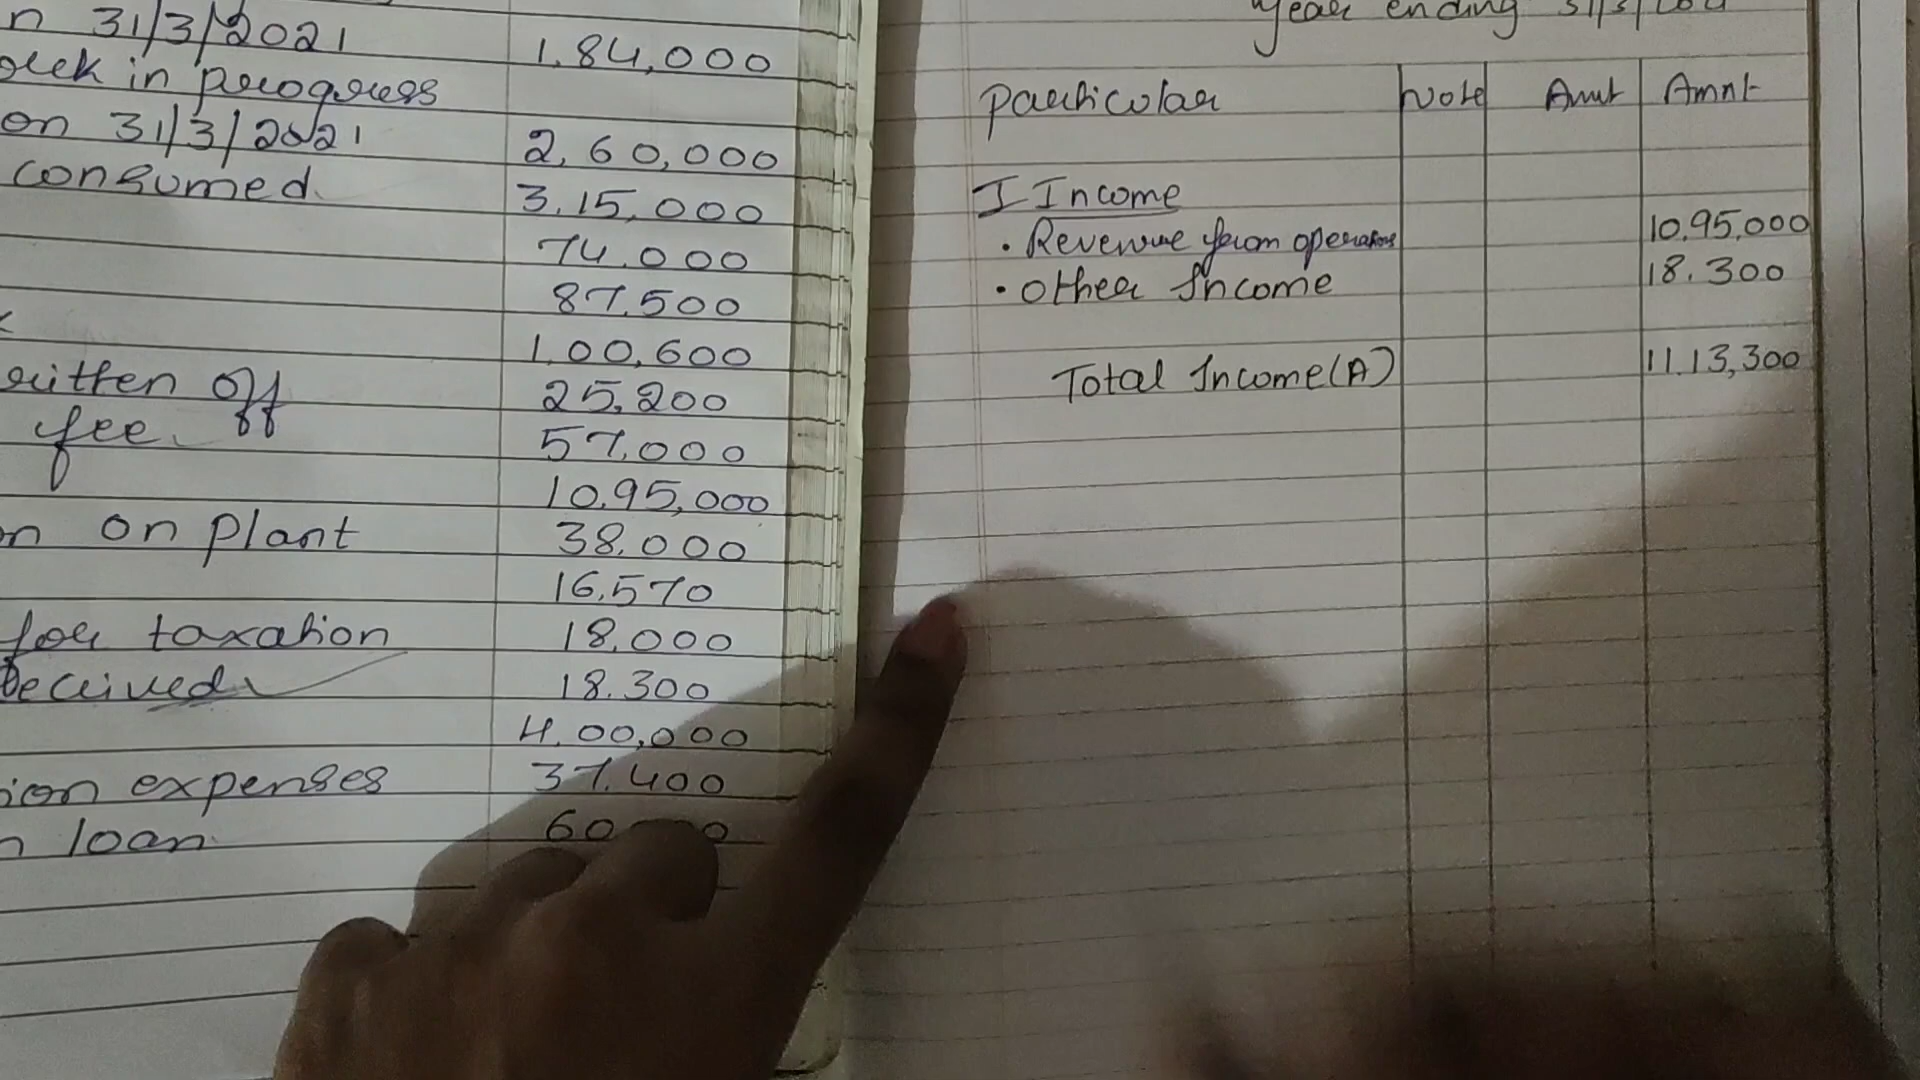 n 31/3/2021 1,84,000
in progress
on 31/3/2021 2,60,000
consumed. 3,15,000
74,000
87,500
1,00,600
written off 25,200
fee. 57,000
10,95,000
on plant 38,000
16,570
for taxation 18,000
Received 18,300
4,00,000
expenses 37,400
loan. 60
Year ending
Particular Note Amt Amnt
I Income
• Revenue from operations 10,95,000
• Other Income 18,300
Total Income (A) 11,13,300